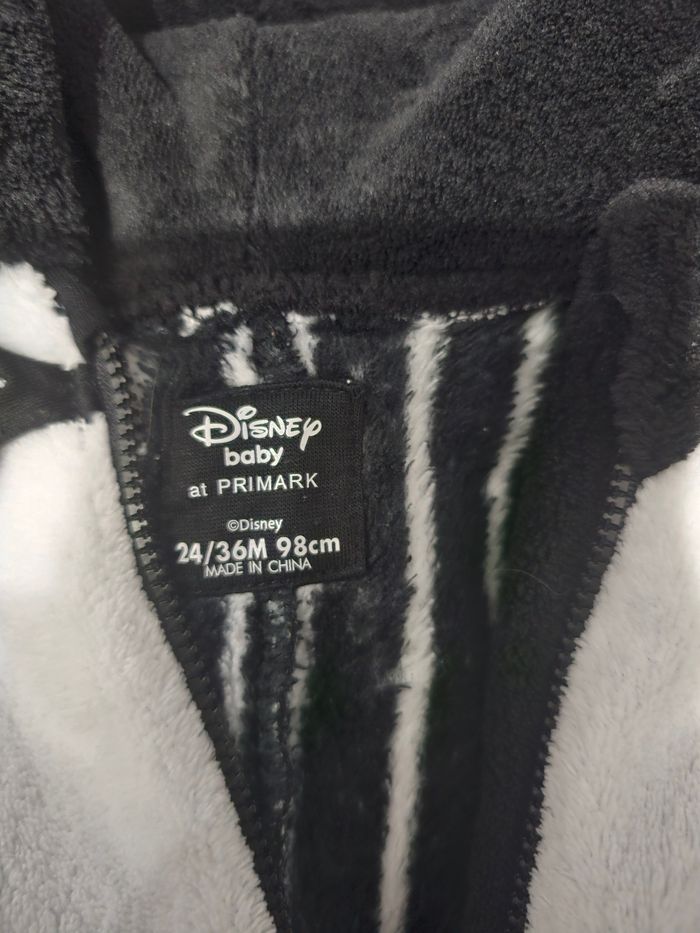 Disney
baby
at PRIMARK
©Disney
24/36M 98cm
MADE IN CHINA